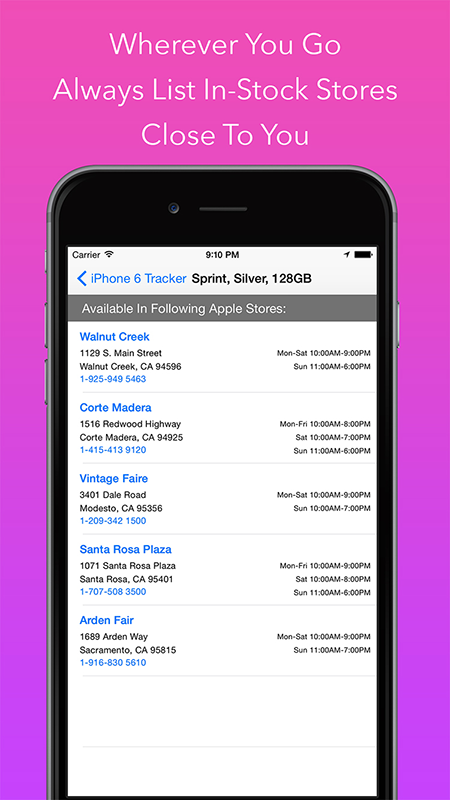 Wherever You Go
Always List In-Stock Stores
Close To You
Carrier 9:10 PM
iPhone 6 Tracker Sprint, Silver, 128GB
Available In Following Apple Stores:
Walnut Creek
1129 S. Main Street Mon-Sat 10:00AM-9:00PM
Walnut Creek, CA 94596 Sun 11:00AM-6:00PM
1-925-949 5463
Corte Madera
1516 Redwood Highway Mon-Fri 10:00AM-8:00PM
Corte Madera, CA 94925 Sat 10:00AM-7:00PM
1-415-413 9120 Sun 11:00AM-6:00PM
Vintage Faire
3401 Dale Road Mon-Sat 10:00AM-9:00PM
Modesto, CA 95356 Sun 10:00AM-7:00PM
1-209-342 1500
Santa Rosa Plaza
1071 Santa Rosa Plaza Mon-Fri 10:00AM-9:00PM
Santa Rosa, CA 95401 Sat 10:00AM-8:00PM
1-707-508 3500 Sun 11:00AM-6:00PM
Arden Fair
1689 Arden Way Mon-Sat 10:00AM-9:00PM
Sacramento, CA 95815 Sun 11:00AM-7:00PM
1-916-830 5610